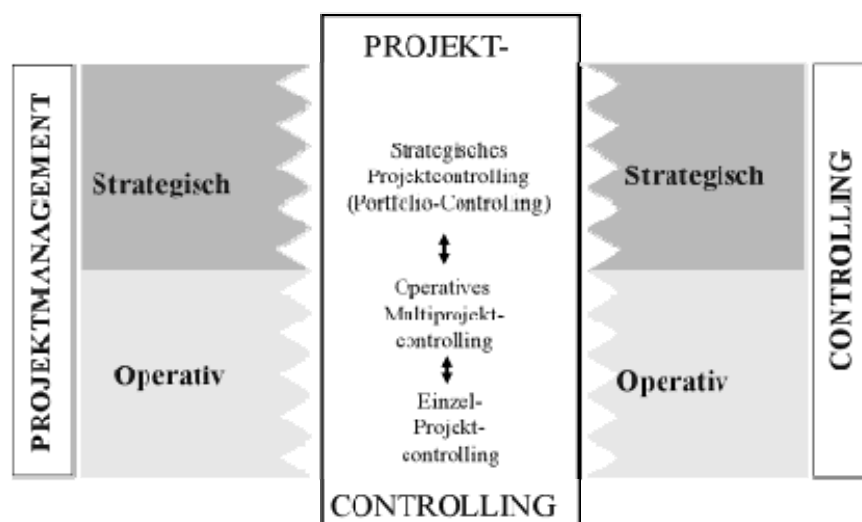 PROJEKTMANAGEMENT
Strategisch
Operativ
PROJEKT-
Strategisches
Projektcontrolling
(Portfolio-Controlling)
Operatives
Multiprojekt-
controlling
Einzel-
Projekt-
controlling
CONTROLLING
Strategisch
Operativ
CONTROLLING